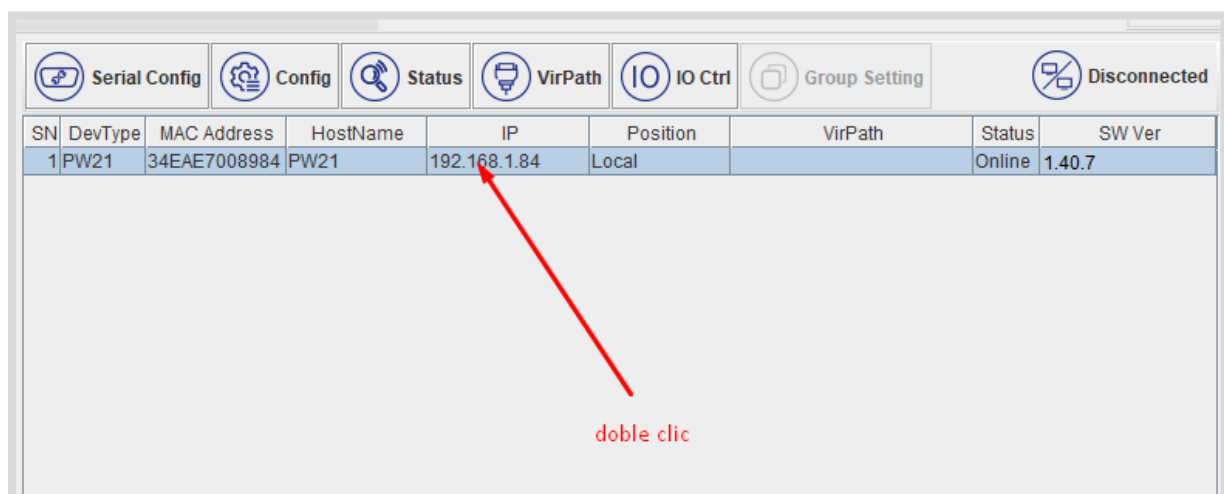 Serial Config Config Status VirPath IO IO Ctrl Group Setting Disconnected
SN DevType MAC Address HostName IP Position VirPath Status SW Ver
1 PW21 34EAE7008984 PW21 192.168.1.84 Local Online 1.40.7
doble clic